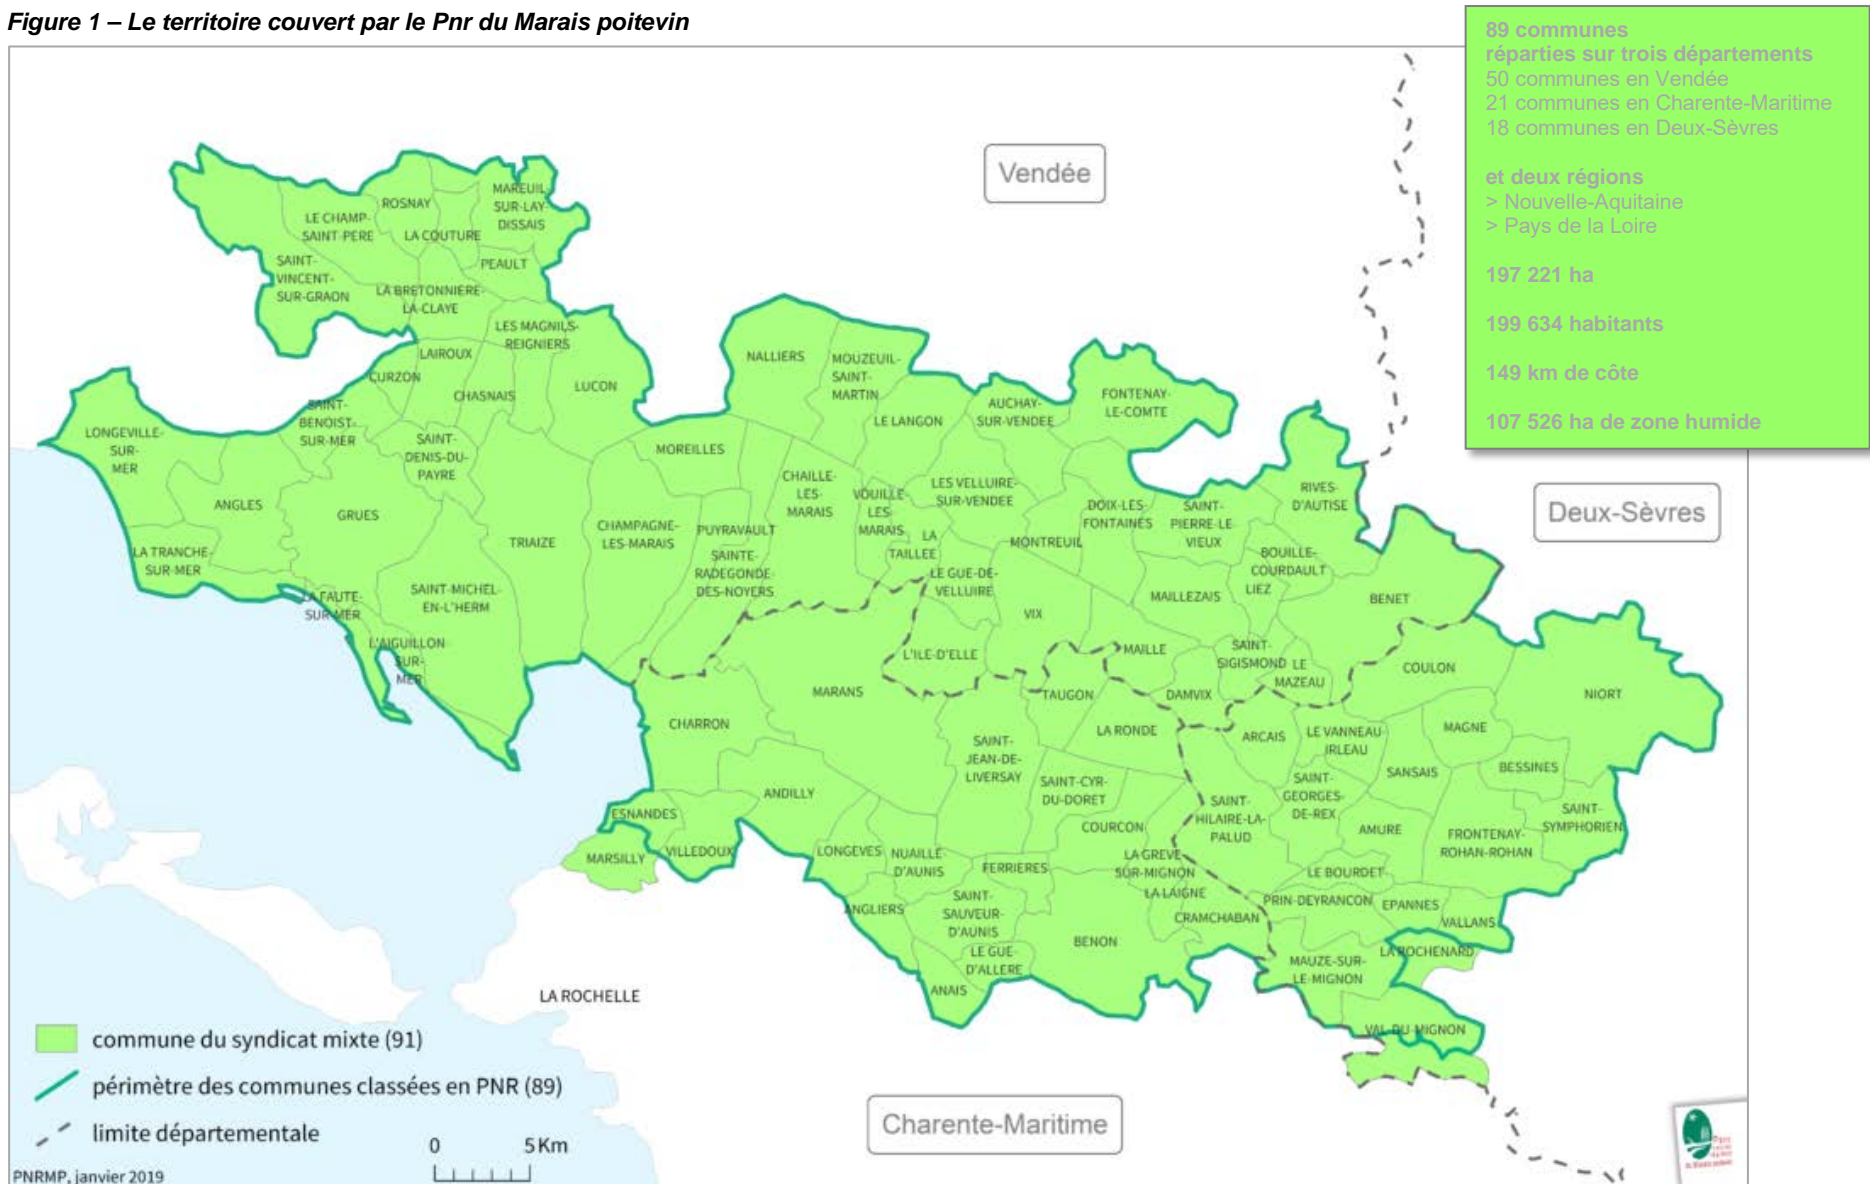 Figure 1 – Le territoire couvert par le Pnr du Marais poitevin
89 communes
réparties sur trois départements
50 communes en Vendée
21 communes en Charente-Maritime
18 communes en Deux-Sèvres
et deux régions
> Nouvelle-Aquitaine
> Pays de la Loire
197 221 ha
199 634 habitants
149 km de côte
107 526 ha de zone humide
Vendée
Deux-Sèvres
Charente-Maritime
ROSNAY
MAREUIL-
SUR-LAY-
DISSAIS
LE CHAMP-
SAINT-PERE
LA COUTURE
PEAULT
SAINT-
VINCENT-
SUR-GRAON
LA BRETONNIERE-
LA-CLAYE
LES MAGNILS-
REIGNIERS
LAIROUX
CURZON
CHASNAIS
LUCON
NALLIERS
MOUZEUIL-
SAINT-
MARTIN
LE LANGON
AUCHAY-
SUR-VENDEE
FONTENAY-
LE-COMTE
LONGEVILLE-
SUR-
MER
SAINT-
BENOIST-
SUR-MER
SAINT-
DENIS-DU-
PAYRE
MOREILLES
CHAILLE-
LES-
MARAIS
VOUILLE-
LES-
MARAIS
LES VELLUIRE-
SUR-VENDEE
DOIX-LES-
FONTAINES
SAINT-
PIERRE-LE-
VIEUX
RIVES-
D'AUTISE
ANGLES
GRUES
TRIAIZE
CHAMPAGNE-
LES-MARAIS
PUYRAVAULT
SAINTE-
RADEGONDE-
DES-NOYERS
LA
TAILLEE
MONTREUIL
BOUILLE-
COURDAULT
LIEZ
LA TRANCHE-
SUR-MER
LA FAUTE-
SUR-MER
SAINT-MICHEL-
EN-L'HERM
L'AIGUILLON-
SUR-
MER
LE GUE-DE-
VELLUIRE
VIX
MAILLEZAIS
BENET
L'ILE-D'ELLE
MAILLE
SAINT-
SIGISMOND
LE
MAZEAU
COULON
NIORT
CHARRON
MARANS
TAUGON
DAMVIX
LA RONDE
ARCAIS
LE VANNEAU-
IRLEAU
MAGNE
SAINT-
JEAN-DE-
LIVERSAY
SANSAIS
BESSINES
ANDILLY
SAINT-CYR-
DU-DORET
SAINT-
HILAIRE-LA-
PALUD
SAINT-
GEORGES-
DE-REX
SAINT-
SYMPHORIEN
ESNANDES
COURCON
AMURE
FRONTENAY-
ROHAN-ROHAN
MARSILLY
VILLEDOUX
LONGEVES
NUAILLE-
D'AUNIS
FERRIERES
LA GREVE-
SUR-MIGNON
LE BOURDET
LA LAIGNE
ANGLIERS
SAINT-
SAUVEUR-
D'AUNIS
CRAMCHABAN
PRIN-DEYRANCON
EPANNES
VALLANS
BENON
LE GUE-
D'ALLERE
ANAIS
MAUZE-SUR-
LE-MIGNON
LA ROCHENARD
VAL-DU-MIGNON
LA ROCHELLE
commune du syndicat mixte (91)
périmètre des communes classées en PNR (89)
limite départementale
0 5 Km
PNRMP, janvier 2019